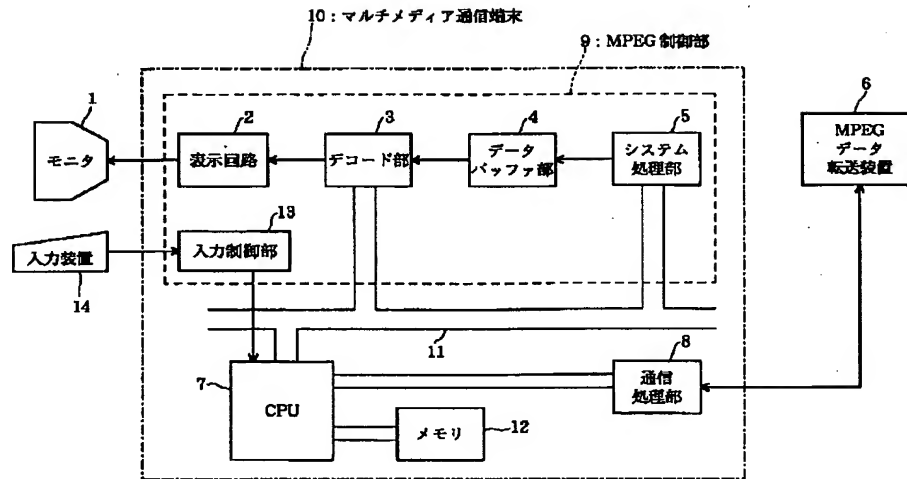 10：マルチメディア通信端末
9：MPEG 制御部
1
モニタ
2
表示回路
3
デコード部
4
データ
バッファ部
5
システム
処理部
6
MPEG
データ
転送装置
13
入力制御部
入力装置
14
11
7
CPU
メモリ
12
8
通信
処理部